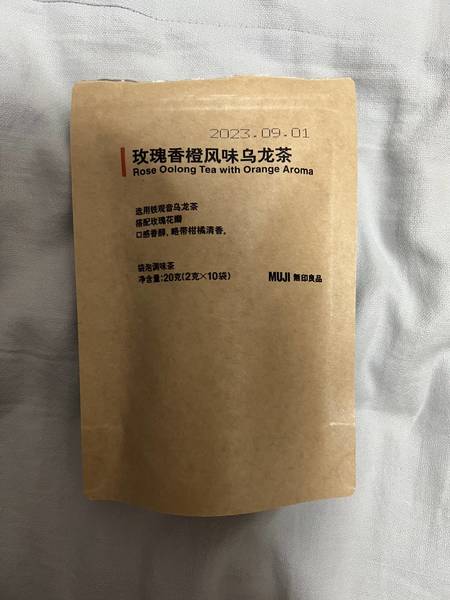 2023.09.01
玫瑰香橙风味乌龙茶
Rose Oolong Tea with Orange Aroma
选用铁观音乌龙茶
搭配玫瑰花瓣
口感香醇，略带柑橘清香。
袋泡调味茶
净含量:20克(2克×10袋)
MUJI 無印良品